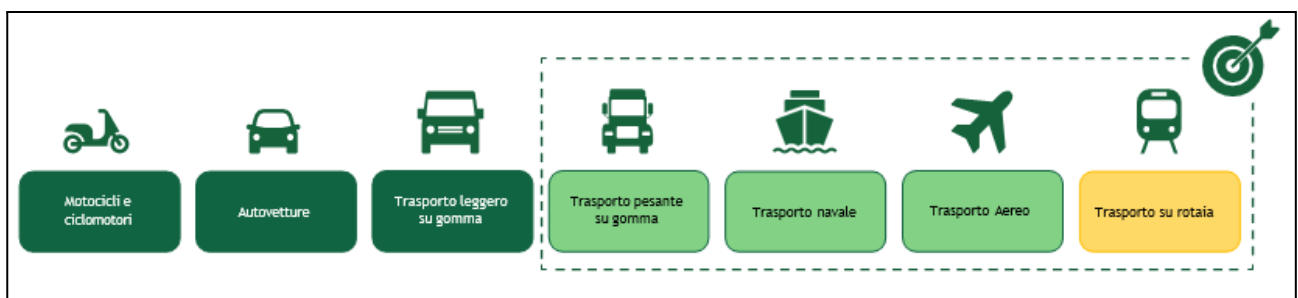 Motocicli e
ciclomotori
Autovetture
Trasporto leggero
su gomma
Trasporto pesante
su gomma
Trasporto navale
Trasporto Aereo
Trasporto su rotaia